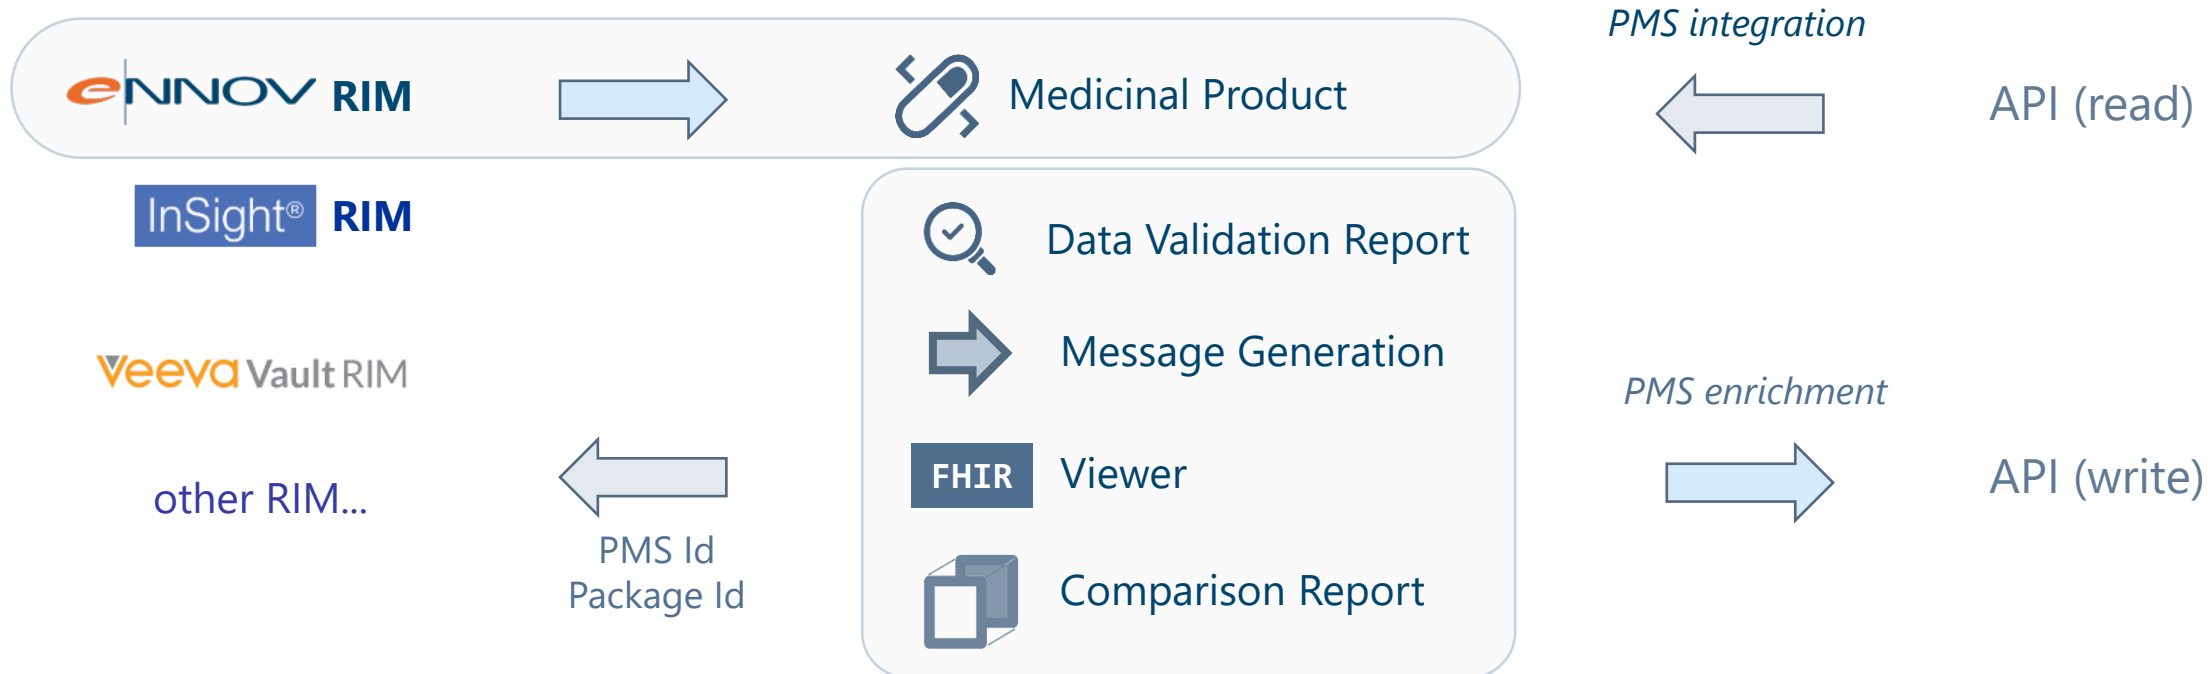 PMS integration
eNNOV RIM
Medicinal Product
API (read)
InSight® RIM
Data Validation Report
Message Generation
Veeva Vault RIM
PMS enrichment
FHIR Viewer
API (write)
other RIM...
PMS Id
Package Id
Comparison Report